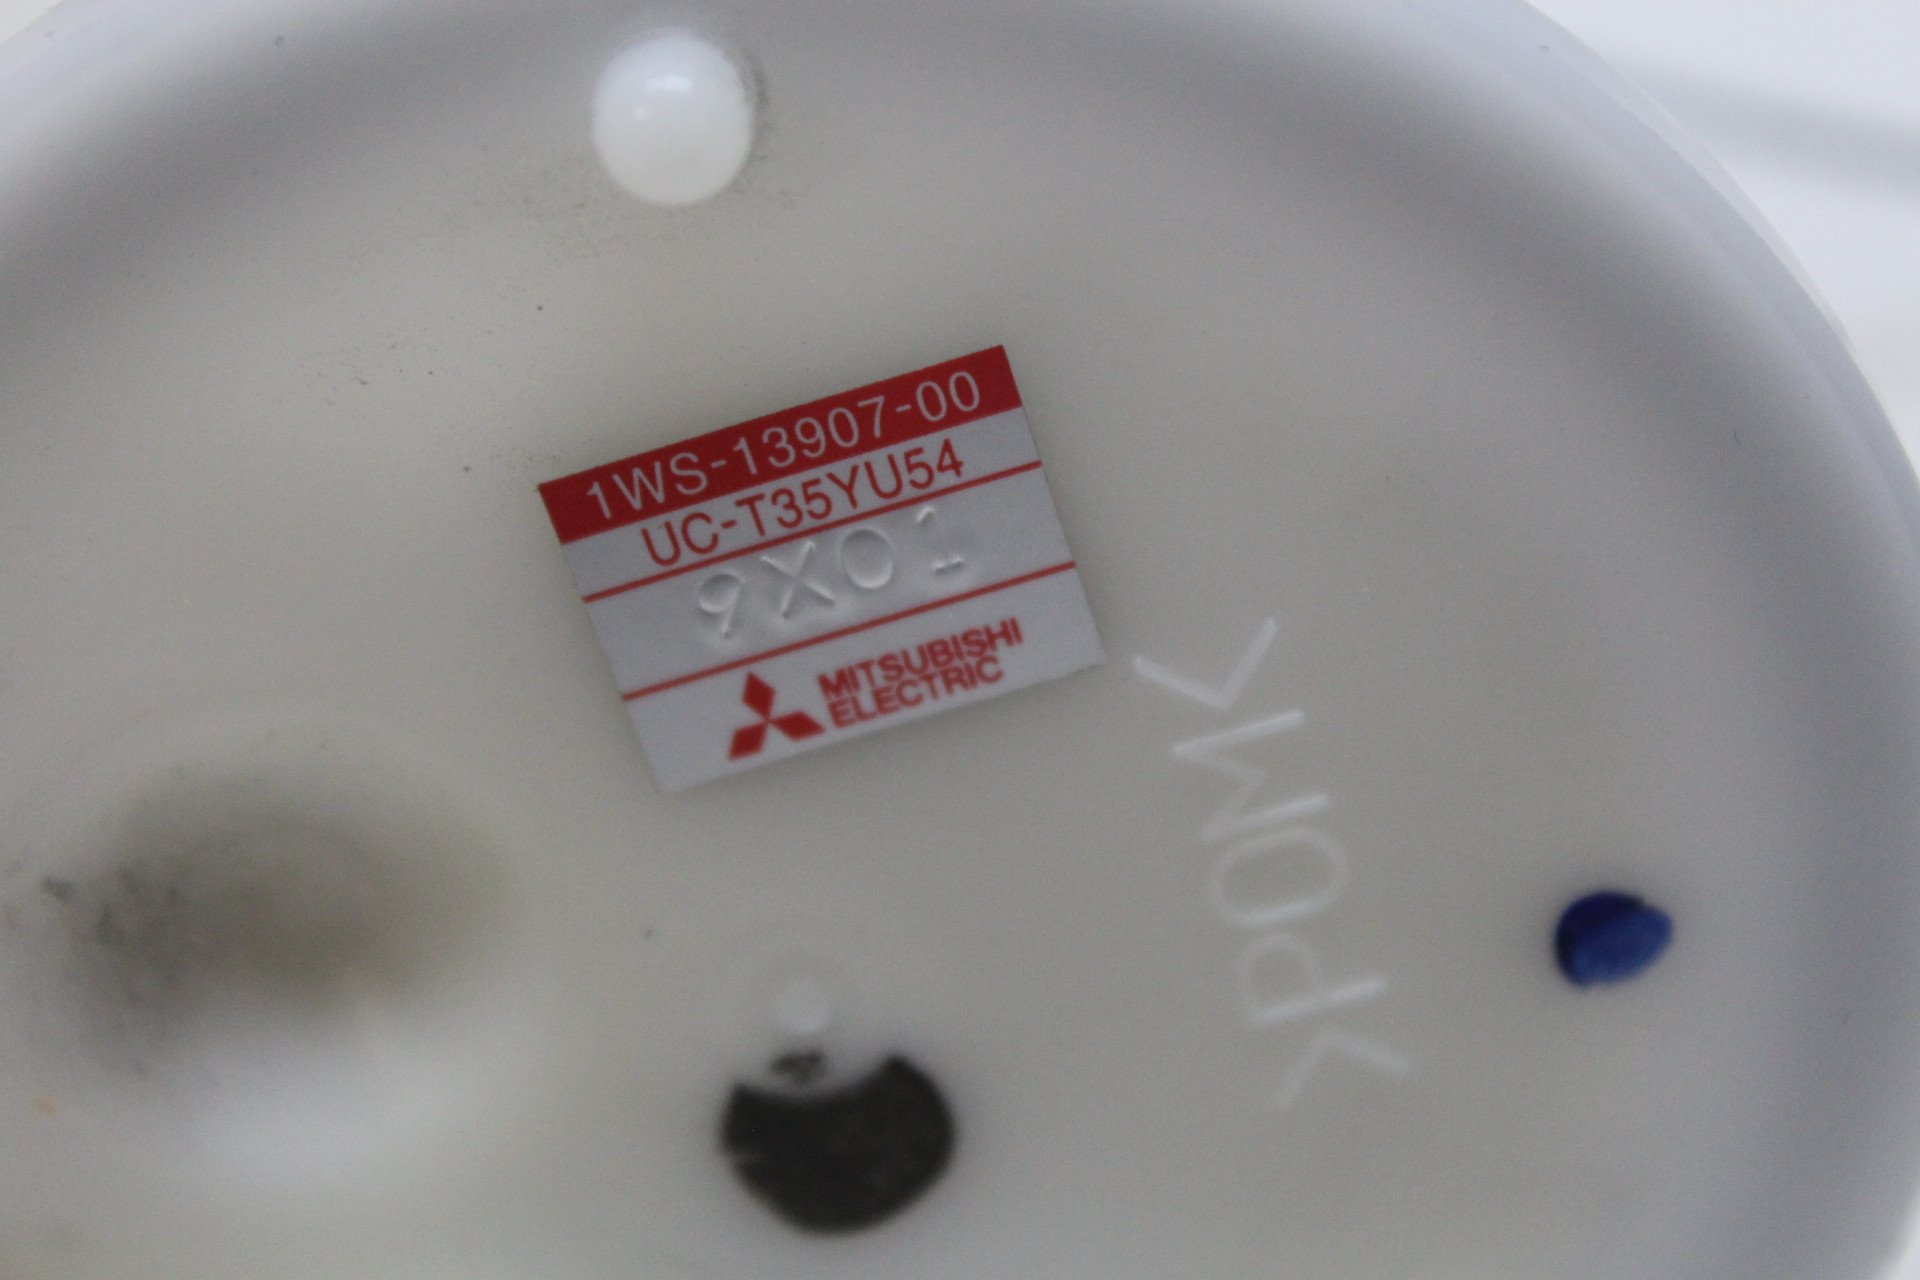 1WS-13907-00
UC-T35YU54
9X01
MITSUBISHI
ELECTRIC
>POM<